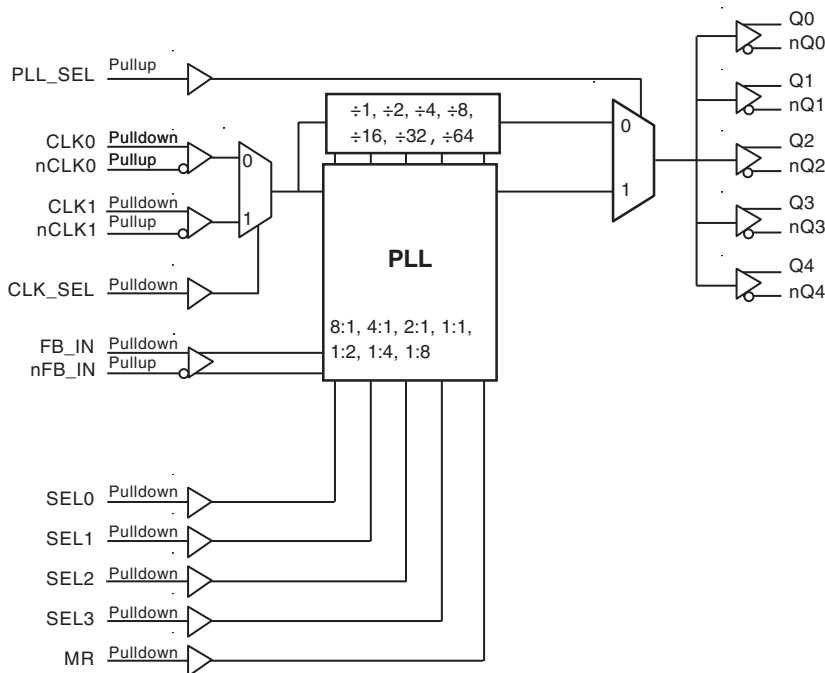 PLL_SEL Pullup
CLK0 Pulldown
nCLK0 Pullup
CLK1 Pulldown
nCLK1 Pullup
CLK_SEL Pulldown
FB_IN Pulldown
nFB_IN Pullup
SEL0 Pulldown
SEL1 Pulldown
SEL2 Pulldown
SEL3 Pulldown
MR Pulldown
0
1
÷1, ÷2, ÷4, ÷8,
÷16, ÷32, ÷64
PLL
8:1, 4:1, 2:1, 1:1,
1:2, 1:4, 1:8
0
1
Q0
nQ0
Q1
nQ1
Q2
nQ2
Q3
nQ3
Q4
nQ4